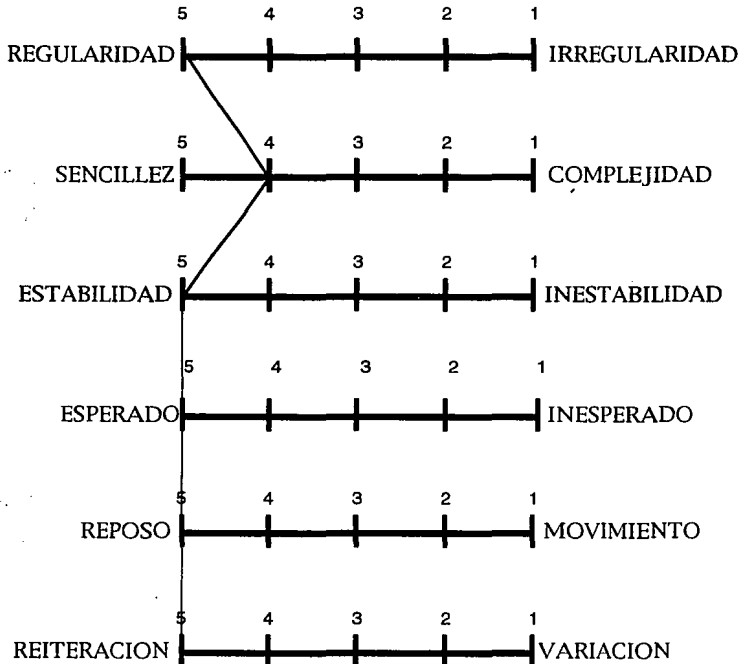 5 4 3 2 1
REGULARIDAD IRREGULARIDAD
5 4 3 2 1
SENCILLEZ COMPLEJIDAD
5 4 3 2 1
ESTABILIDAD INESTABILIDAD
5 4 3 2 1
ESPERADO INESPERADO
5 4 3 2 1
REPOSO MOVIMIENTO
5 4 3 2 1
REITERACION VARIACION